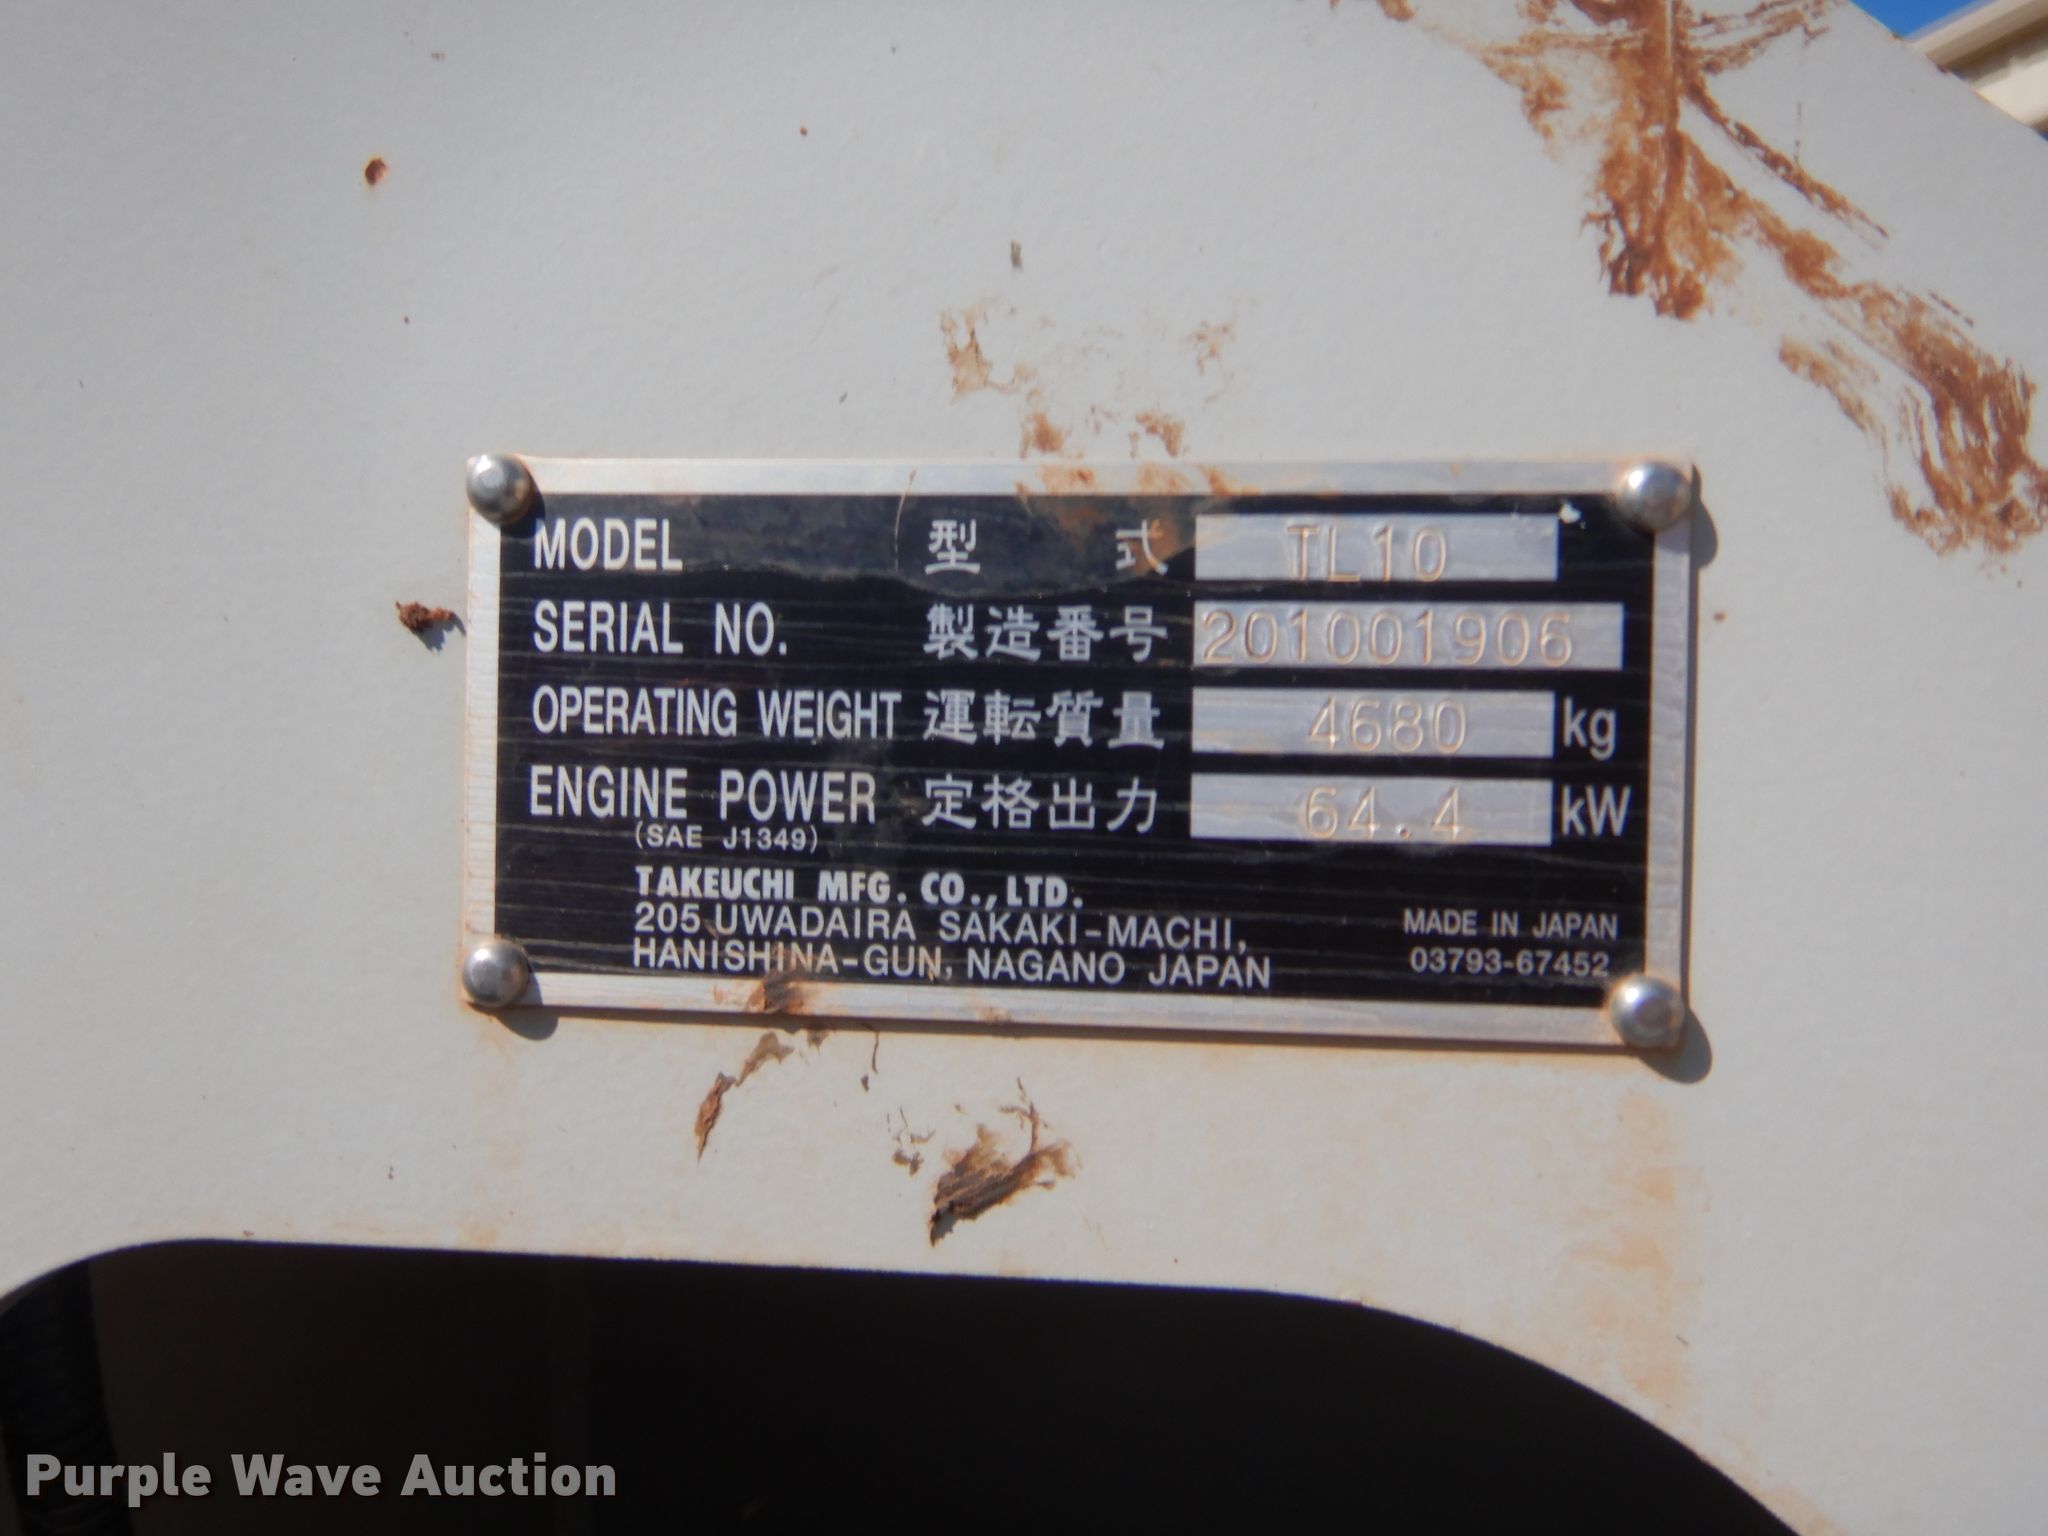 MODEL 型式 TL10
SERIAL NO. 製造番号 201001906
OPERATING WEIGHT 運転質量 4680 kg
ENGINE POWER 定格出力 64.4 kW
(SAE J1349)
TAKEUCHI MFG. CO.,LTD.
205 UWADAIRA SAKAKI-MACHI,
HANISHINA-GUN, NAGANO JAPAN
MADE IN JAPAN
03793-67452
Purple Wave Auction